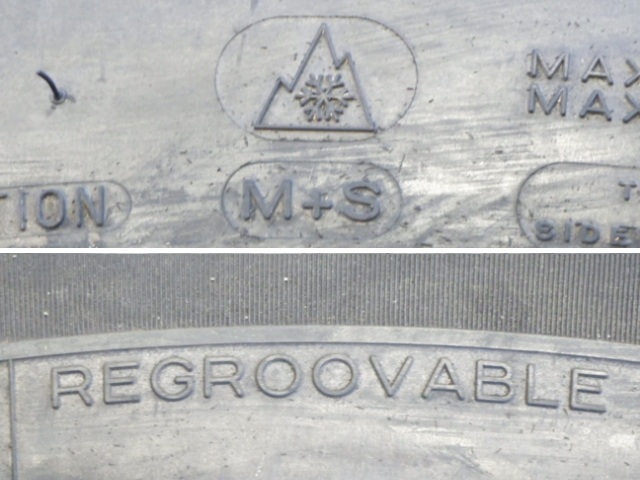 MAX
MAX
TION
M+S
T
SIDE
REGROOVABLE